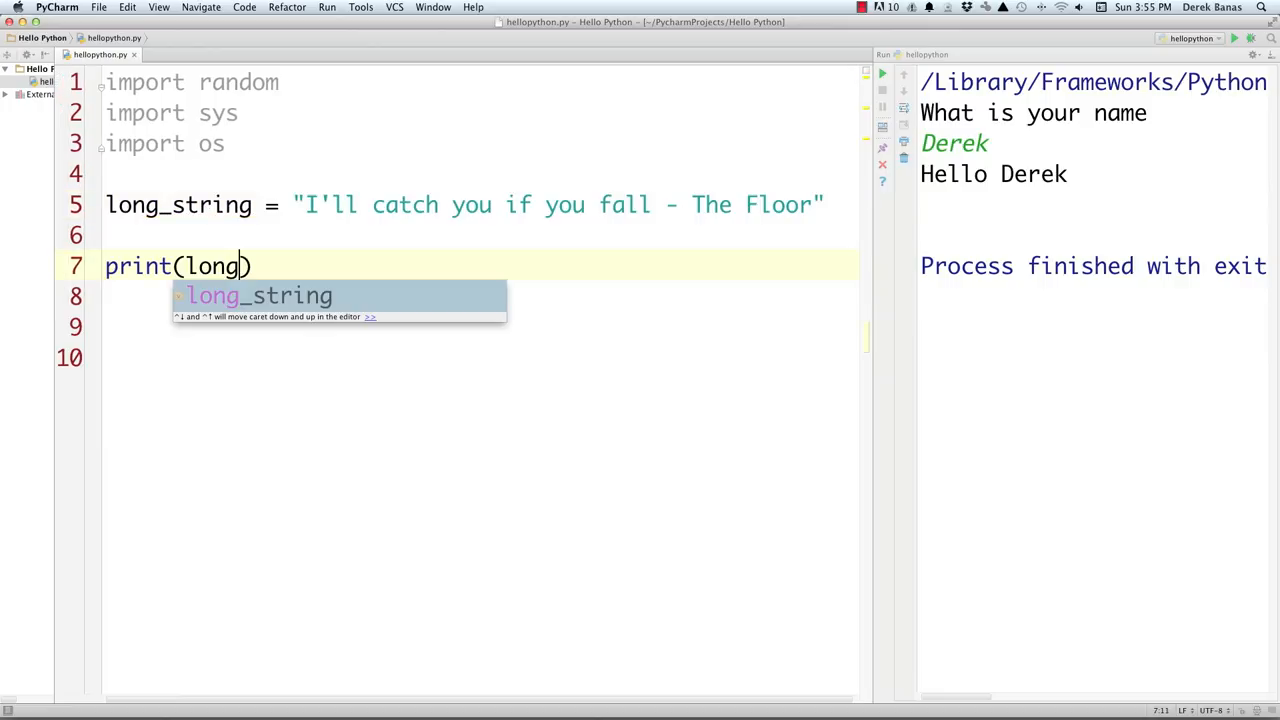 PyCharm File Edit View Navigate Code Refactor Run Tools VCS Window Help 10 Sun 3:55 PM Derek Banas
hellopython.py – Hello Python – [~/PycharmProjects/Hello Python]
Hello Python hellopython.py hellopython
hellopython.py Run hellopython
Hello P
hell
Externa
1 import random
2 import sys
3 import os
4
5 long_string = "I'll catch you if you fall - The Floor"
6
7 print(long)
8 long_string
^↓ and ^↑ will move caret down and up in the editor >>
9
10
/Library/Frameworks/Python
What is your name
Derek
Hello Derek
Process finished with exit
7:11 LF UTF-8